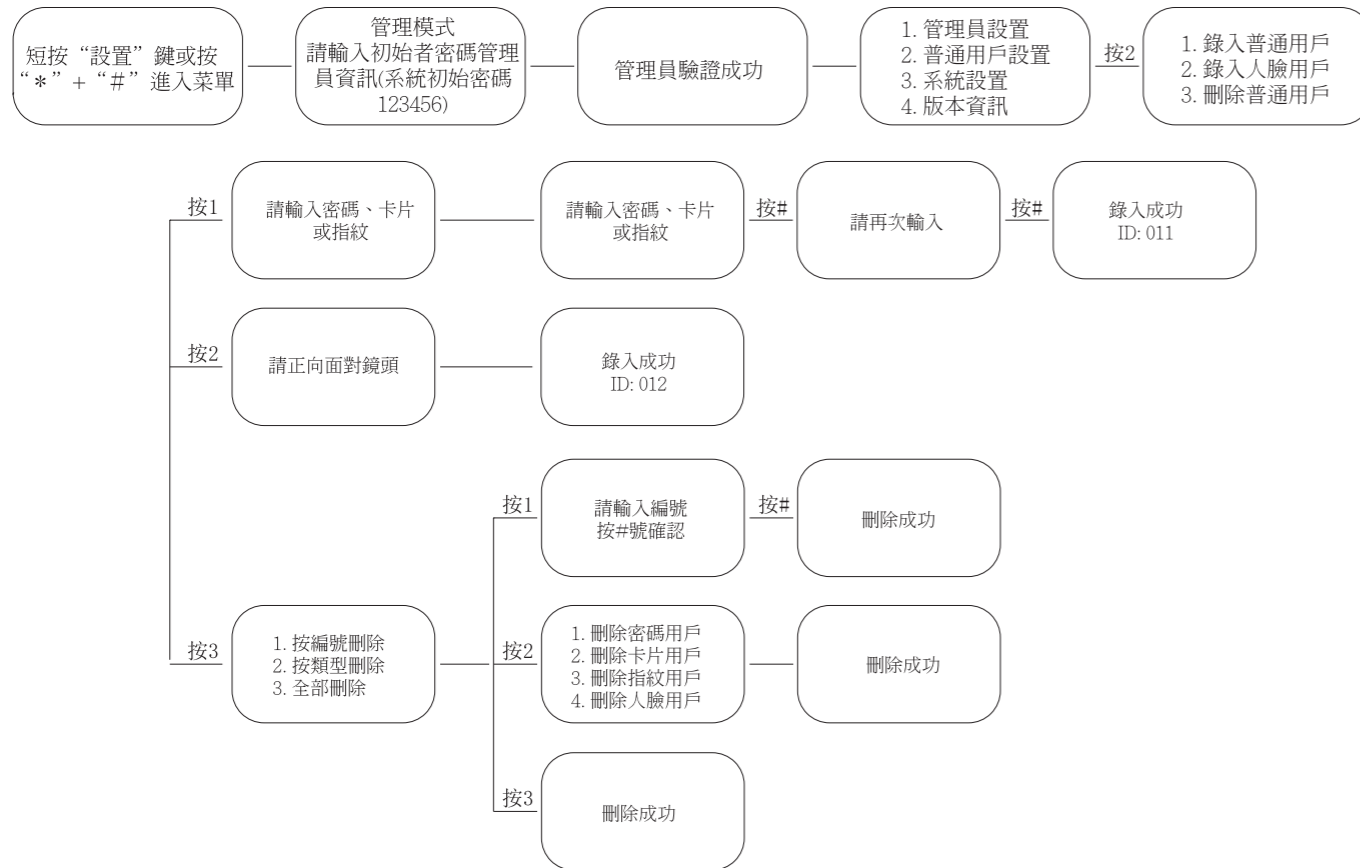 短按“設置”鍵或按
“*”+“#”進入菜單
管理模式
請輸入初始者密碼管理
員資訊(系統初始密碼
123456)
管理員驗證成功
1. 管理員設置
2. 普通用戶設置
3. 系統設置
4. 版本資訊
按2
1. 錄入普通用戶
2. 錄入人臉用戶
3. 刪除普通用戶
按1
請輸入密碼、卡片
或指紋
請輸入密碼、卡片
或指紋
按#
請再次輸入
按#
錄入成功
ID: 011
按2
請正向面對鏡頭
錄入成功
ID: 012
按3
1. 按編號刪除
2. 按類型刪除
3. 全部刪除
按1
請輸入編號
按#號確認
按#
刪除成功
按2
1. 刪除密碼用戶
2. 刪除卡片用戶
3. 刪除指紋用戶
4. 刪除人臉用戶
刪除成功
按3
刪除成功